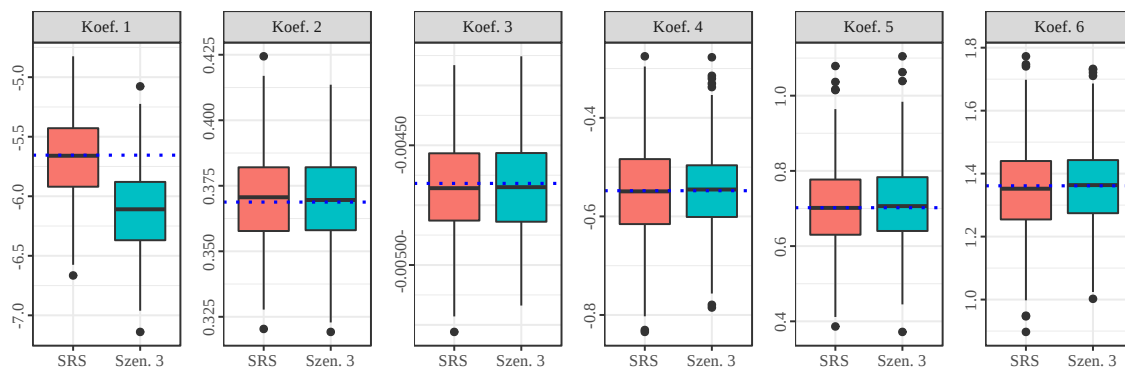 Koef. 1
Koef. 2
Koef. 3
Koef. 4
Koef. 5
Koef. 6
-5.0
-5.5
-6.0
-6.5
-7.0
0.425
0.400
0.375
0.350
0.325
-0.00450
-0.00500
-0.4
-0.6
-0.8
1.0
0.8
0.6
0.4
1.8
1.6
1.4
1.2
1.0
SRS Szen. 3
SRS Szen. 3
SRS Szen. 3
SRS Szen. 3
SRS Szen. 3
SRS Szen. 3